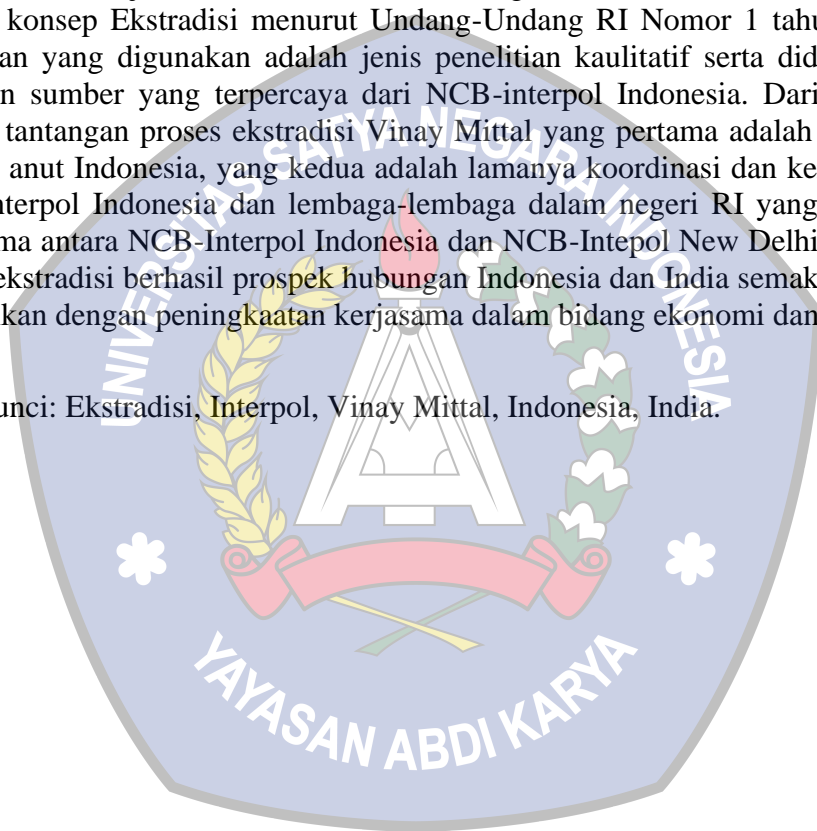 konsep Ekstradisi menurut Undang-Undang RI Nomor 1 tahu
an yang digunakan adalah jenis penelitian kaulitatif serta did
n sumber yang terpercaya dari NCB-interpol Indonesia. Dari
tantangan proses ekstradisi Vinay Mittal yang pertama adalah
anut Indonesia, yang kedua adalah lamanya koordinasi dan ke
nterpol Indonesia dan lembaga-lembaga dalam negeri RI yang
ma antara NCB-Interpol Indonesia dan NCB-Intepol New Delhi
ekstradisi berhasil prospek hubungan Indonesia dan India semak
kan dengan peningkaatan kerjasama dalam bidang ekonomi dan
unci: Ekstradisi, Interpol, Vinay Mittal, Indonesia, India.
UNIVERSITAS SATYA NEGARA INDONESIA
YAYASAN ABDI KARYA